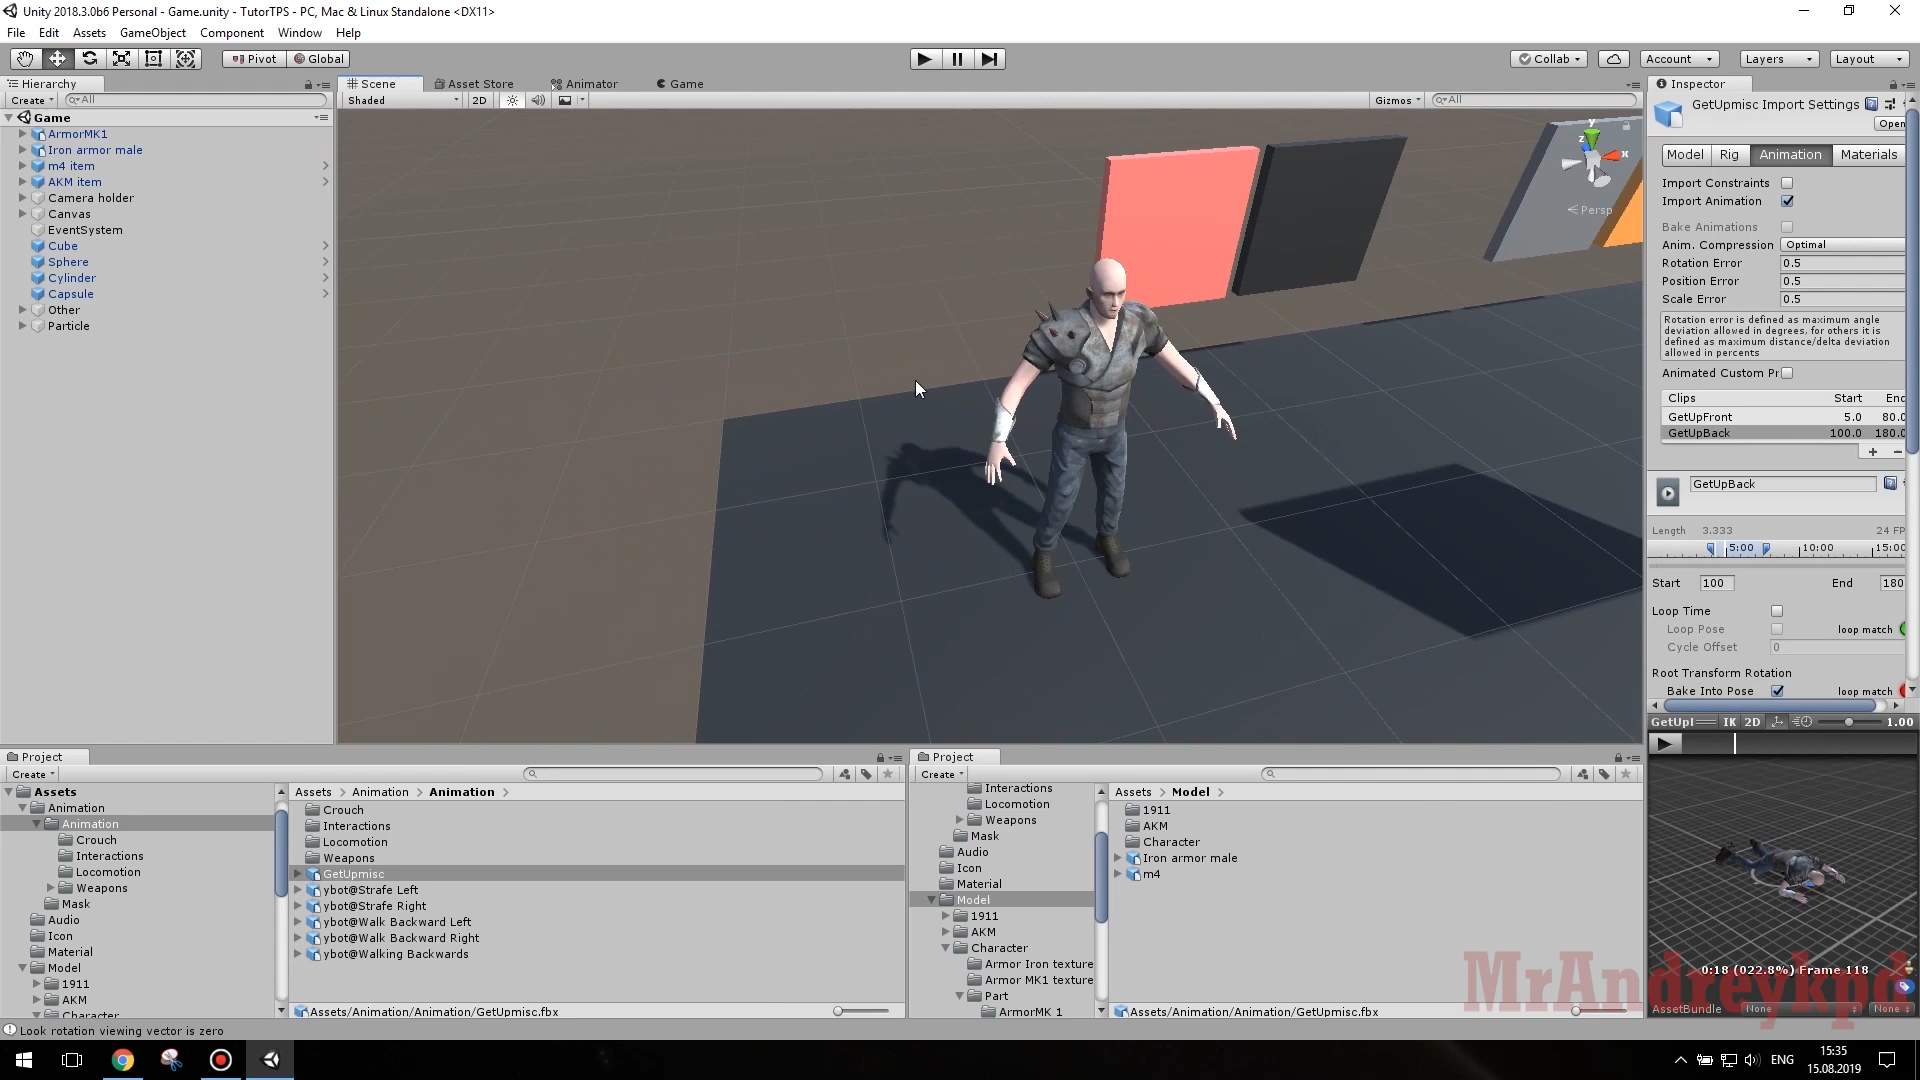 Unity 2018.3.0b6 Personal - Game.unity - TutorTPS - PC, Mac & Linux Standalone <DX11>
File Edit Assets GameObject Component Window Help
Pivot Global Collab Account Layers Layout
Hierarchy
Create All
Game
ArmorMK1
Iron armor male
m4 item
AKM item
Camera holder
Canvas
EventSystem
Cube
Sphere
Cylinder
Capsule
Other
Particle
Scene Asset Store Animator Game
Shaded 2D Gizmos All
y
z
x
Persp
Inspector
GetUpmisc Import Settings
Open
Model Rig Animation Materials
Import Constraints
Import Animation
Bake Animations
Anim. Compression Optimal
Rotation Error 0.5
Position Error 0.5
Scale Error 0.5
Rotation error is defined as maximum angle
deviation allowed in degrees, for others it is
defined as maximum distance/delta deviation
allowed in percents
Animated Custom Pr
Clips Start End
GetUpFront 5.0 80.0
GetUpBack 100.0 180.0
+ −
GetUpBack
Length 3.333 24 FP
5:00 10:00 15:00
Start 100 End 180
Loop Time
Loop Pose loop match
Cycle Offset 0
Root Transform Rotation
Bake Into Pose loop match
GetUpl IK 2D 1.00
0:18 (022.8%) Frame 118
AssetBundle None None
MrAndreykpd
Project
Create
Assets
Animation
Animation
Crouch
Interactions
Locomotion
Weapons
Mask
Audio
Icon
Material
Model
1911
AKM
Character
Assets > Animation > Animation >
Crouch
Interactions
Locomotion
Weapons
GetUpmisc
ybot@Strafe Left
ybot@Strafe Right
ybot@Walk Backward Left
ybot@Walk Backward Right
ybot@Walking Backwards
Assets/Animation/Animation/GetUpmisc.fbx
Project
Create
Interactions
Locomotion
Weapons
Mask
Audio
Icon
Material
Model
1911
AKM
Character
Armor Iron texture
Armor MK1 texture
Part
ArmorMK 1
Assets > Model >
1911
AKM
Character
Iron armor male
m4
Assets/Animation/Animation/GetUpmisc.fbx
Look rotation viewing vector is zero
ENG
15:35
15.08.2019